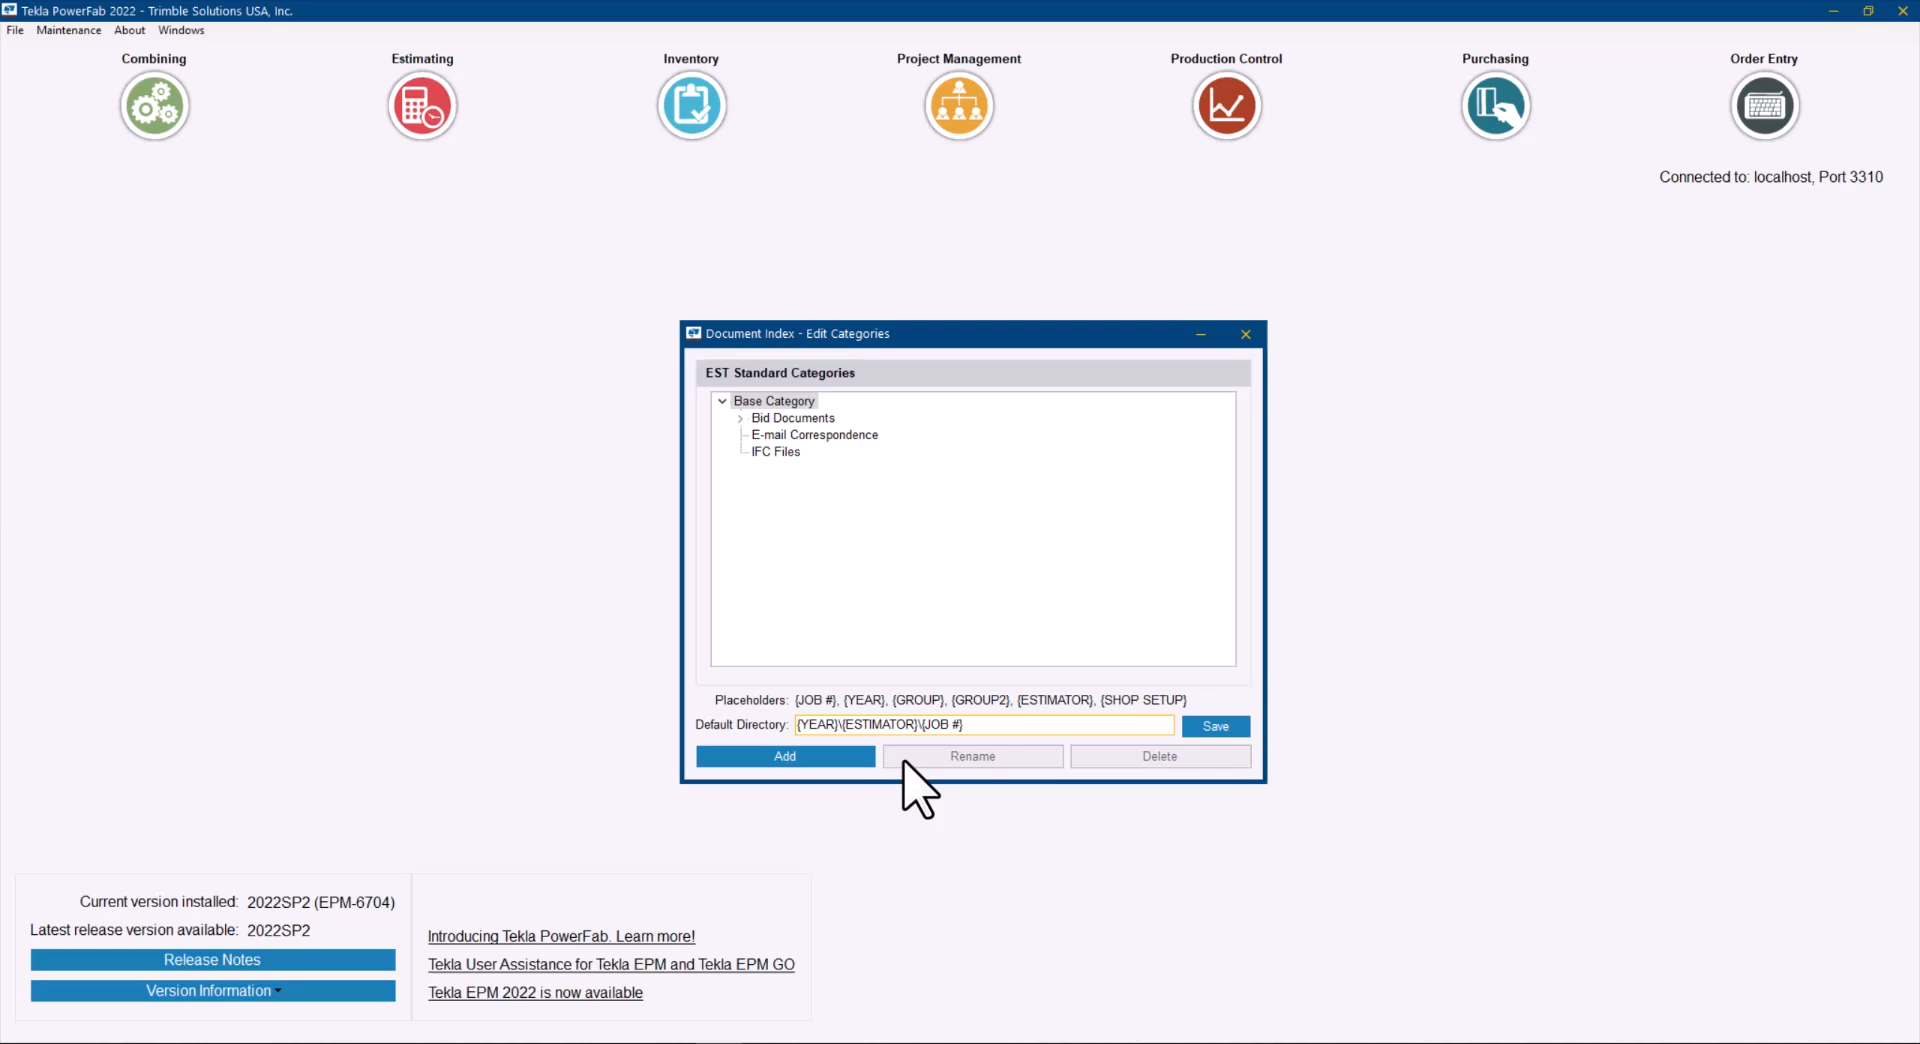 Tekla PowerFab 2022 - Trimble Solutions USA, Inc.
File Maintenance About Windows
Combining Estimating Inventory Project Management Production Control Purchasing Order Entry
Connected to: localhost, Port 3310
Document Index - Edit Categories
EST Standard Categories
Base Category
Bid Documents
E-mail Correspondence
IFC Files
Placeholders: {JOB #}, {YEAR}, {GROUP}, {GROUP2}, {ESTIMATOR}, {SHOP SETUP}
Default Directory: {YEAR}\{ESTIMATOR}\{JOB #} Save
Add Rename Delete
Current version installed: 2022SP2 (EPM-6704)
Latest release version available: 2022SP2
Release Notes
Version Information
Introducing Tekla PowerFab. Learn more!
Tekla User Assistance for Tekla EPM and Tekla EPM GO
Tekla EPM 2022 is now available